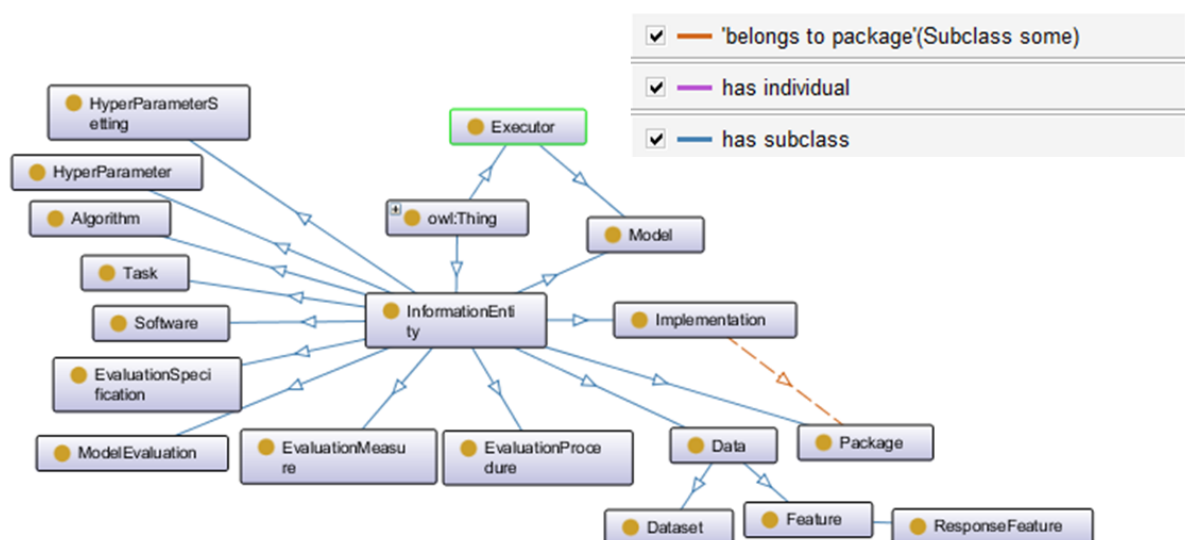 'belongs to package'(Subclass some)
has individual
has subclass
HyperParameterS
etting
Executor
HyperParameter
Algorithm
owl:Thing
Model
Task
InformationEnti
ty
Software
Implementation
EvaluationSpeci
fication
ModelEvaluation
EvaluationMeasu
re
EvaluationProce
dure
Data
Package
Dataset
Feature
ResponseFeature